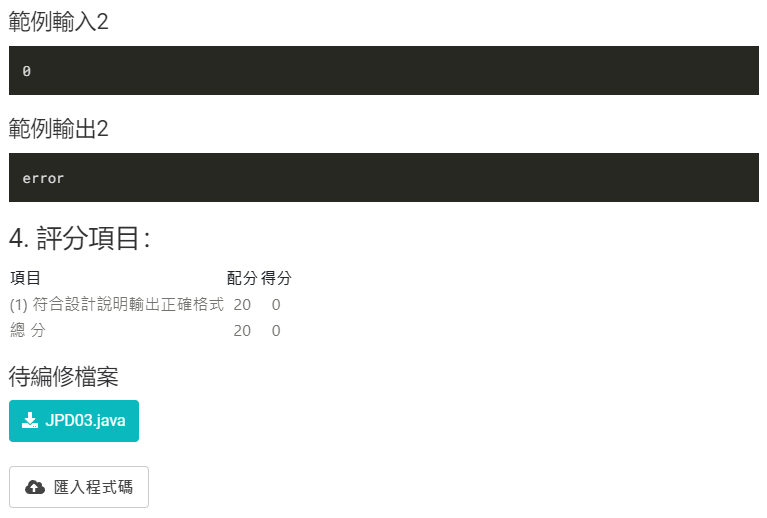 範例輸入2
0
範例輸出2
error
4. 評分項目：
項目 配分 得分
(1) 符合設計說明輸出正確格式 20 0
總 分 20 0
待編修檔案
JPD03.java
匯入程式碼